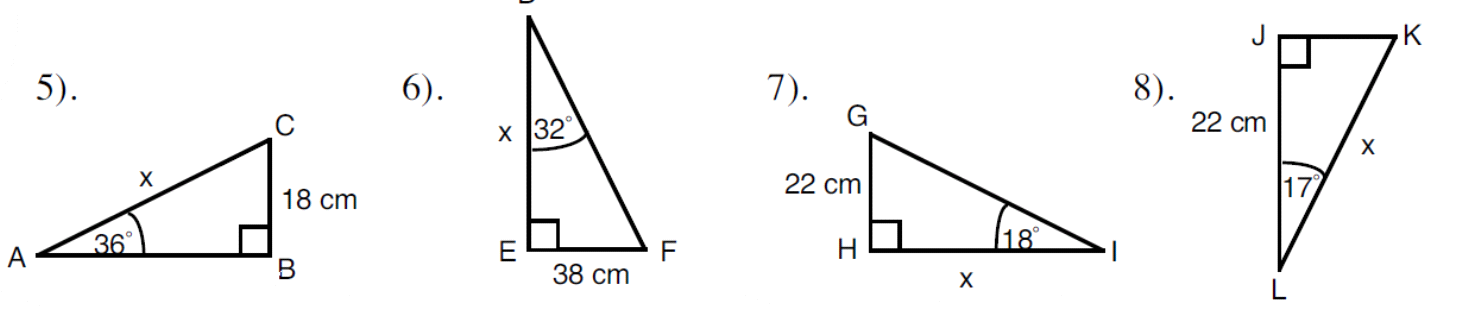 5).
C
x
18 cm
36°
A
B
6).
x
32°
E
F
38 cm
7).
G
22 cm
H
18°
I
x
8).
J
K
22 cm
x
17°
L